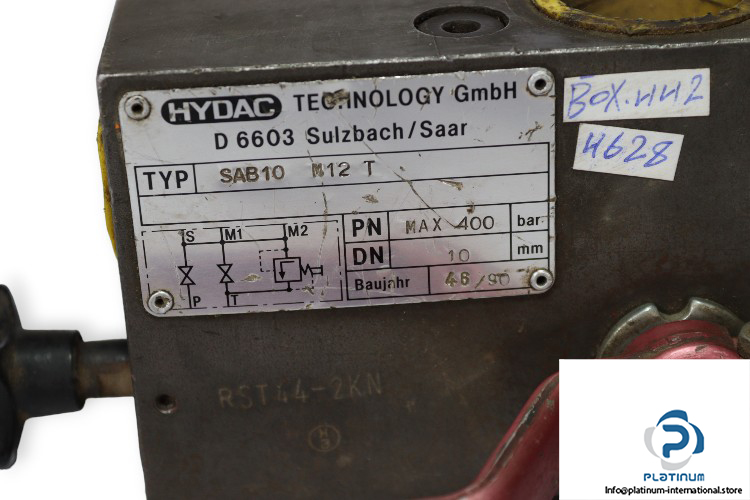 HYDAC TECHNOLOGY GmbH
D 6603 Sulzbach/Saar
TYP SAB10 M12 T
S M1 M2
P T
PN MAX 400 bar
DN 10 mm
Baujahr 46/90
BOX.HH2
4628
RST44-2KN
PLATINUM
Info@platinum-international.store